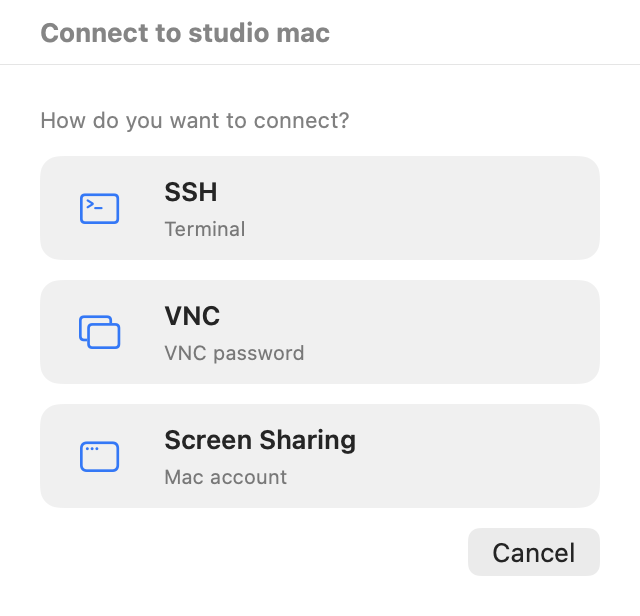 Connect to studio mac
How do you want to connect?
SSH
Terminal
VNC
VNC password
Screen Sharing
Mac account
Cancel